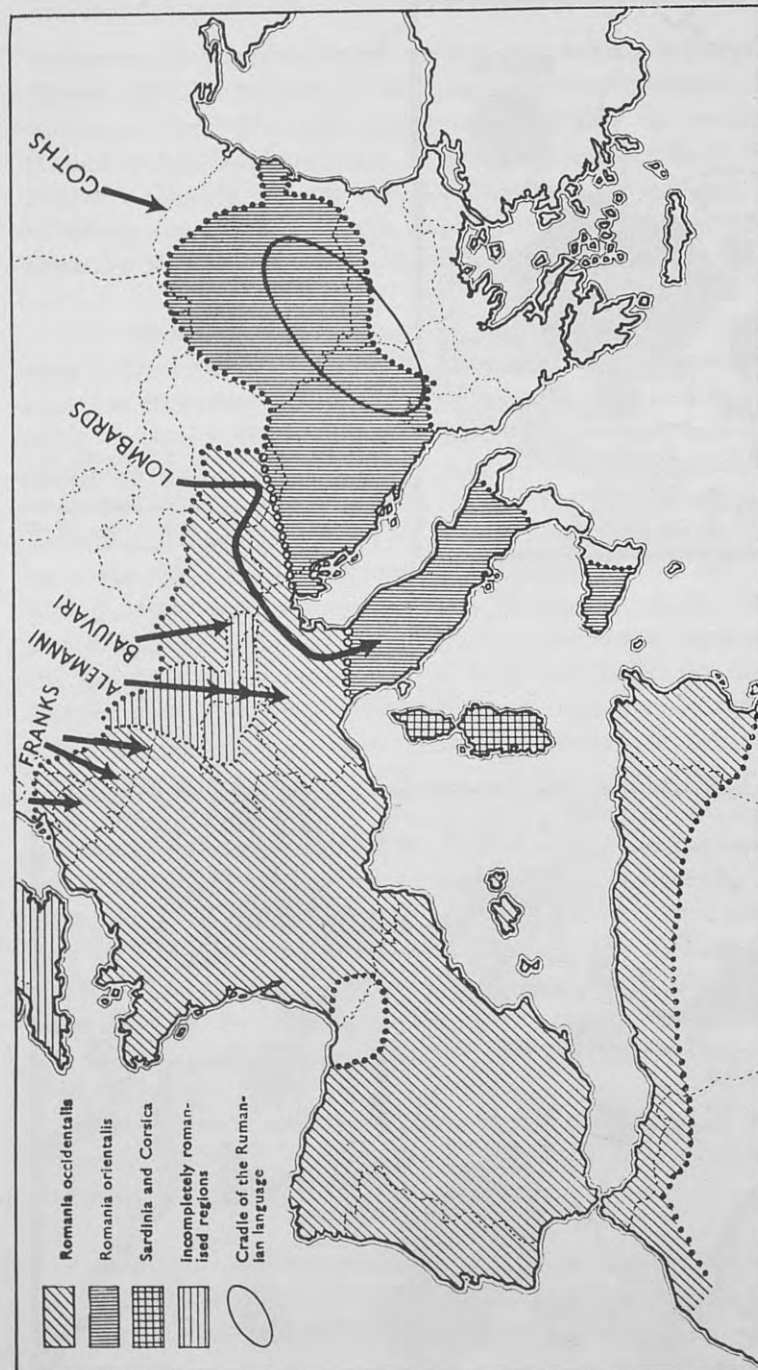 FRANKS
ALEMANNI
BAIUVARI
LOMBARDS
GOTHS
Romania occidentalis
Romania orientalis
Sardinia and Corsica
Incompletely roman-
ised regions
Cradle of the Ruman-
ian language